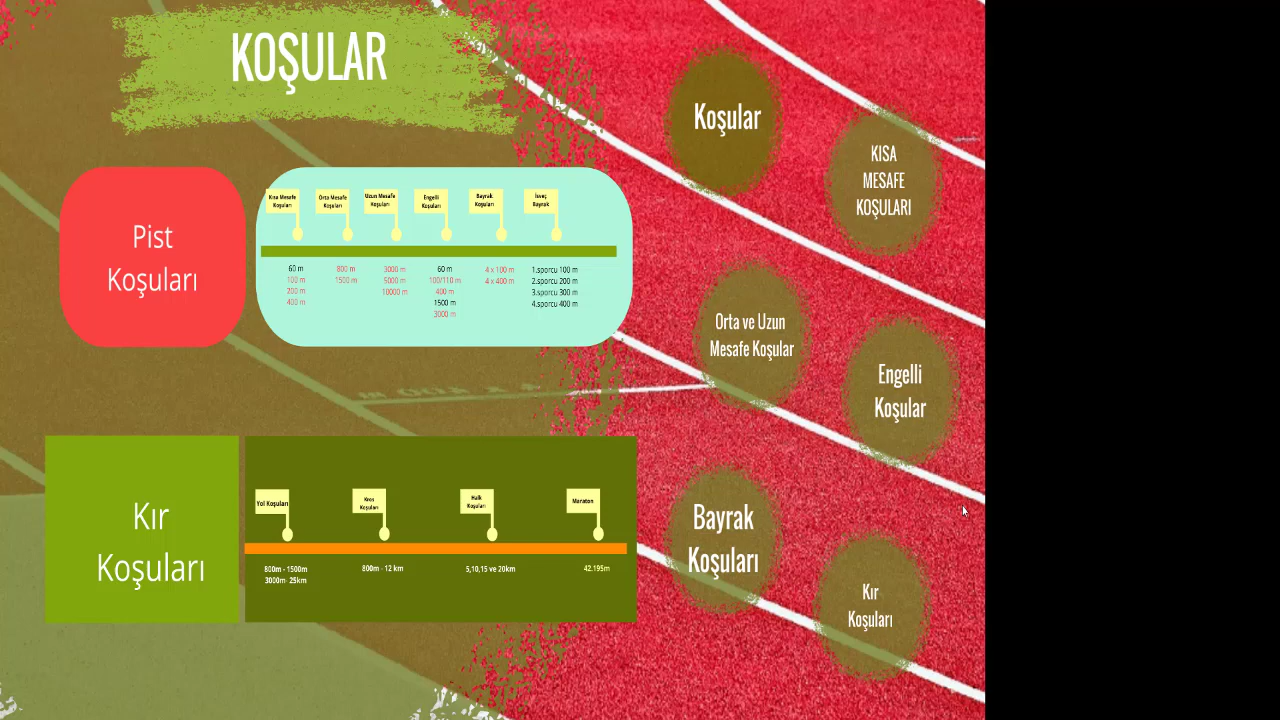 KOŞULAR
Pist
Koşuları
Kısa Mesafe
Koşuları
Orta Mesafe
Koşuları
Uzun Mesafe
Koşuları
Engelli
Koşuları
Bayrak
Koşuları
İsveç
Bayrak
60 m
100 m
200 m
400 m
800 m
1500 m
3000 m
5000 m
10000 m
60 m
100/110 m
400 m
1500 m
3000 m
4 x 100 m
4 x 400 m
1.sporcu 100 m
2.sporcu 200 m
3.sporcu 300 m
4.sporcu 400 m
Kır
Koşuları
Yol Koşuları
Kros
Koşuları
Halk
Koşuları
Maraton
800m - 1500m
3000m- 25km
800m - 12 km
5,10,15 ve 20km
42.195m
Koşular
KISA
MESAFE
KOŞULARI
Orta ve Uzun
Mesafe Koşular
Engelli
Koşular
Bayrak
Koşuları
Kır
Koşuları